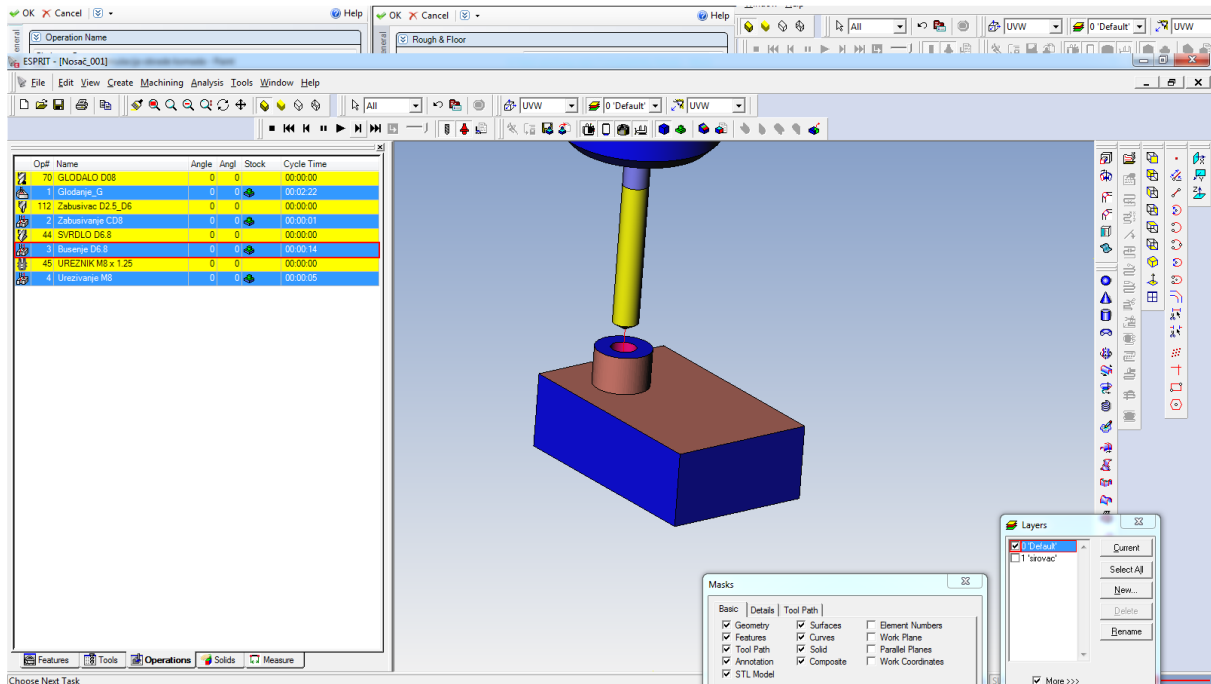 OK Cancel Help
Operation Name
General
OK Cancel Help
Rough & Floor
General
All UVW 0 'Default' UVW
ESPRIT - [Nosač_001]
File Edit View Create Machining Analysis Tools Window Help
All UVW 0 'Default' UVW
Op# Name Angle Angl Stock Cycle Time
70 GLODALO D08 0 0 00:00:00
1 Glodanje_G 0 0 00:02:22
112 Zabusivac D2.5_D6 0 0 00:00:00
2 Zabusivanje CD8 0 0 00:00:01
44 SVRDLO D6.8 0 0 00:00:00
3 Busenje D6.8 0 0 00:00:14
45 UREZNIK M8 x 1.25 0 0 00:00:00
4 Urezivanje M8 0 0 00:00:05
Features Tools Operations Solids Measure
Choose Next Task
Masks
Basic Details Tool Path
Geometry Surfaces Element Numbers
Features Curves Work Plane
Tool Path Solid Parallel Planes
Annotation Composite Work Coordinates
STL Model
Layers
0 'Default'
1 'sirovac'
Current
Select All
New...
Delete
Rename
More >>>